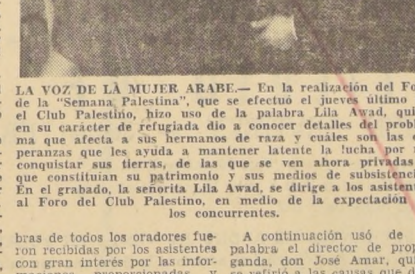 LA VOZ DE LA MUJER ARABE.— En la realización del Fo
de la "Semana Palestina", que se efectuó el jueves último
el Club Palestino, hizo uso de la palabra Lila Awad, qui
en su carácter de refugiada dio a conocer detalles del probl
ma que afecta a sus hermanos de raza y cuáles son las
peranzas que les ayuda a mantener latente la lucha por
conquistar sus tierras, de las que se ven ahora privadas
que constituían su patrimonio y sus medios de subsistenc
En el grabado, la señorita Lila Awad, se dirige a los asisten
al Foro del Club Palestino, en medio de la expectación
los concurrentes.
bras de todos los oradores fue-
ron recibidas por los asistentes
con gran interés por las infor-
A continuación usó de
palabra el director de prop
ganda, don José Amar, qu